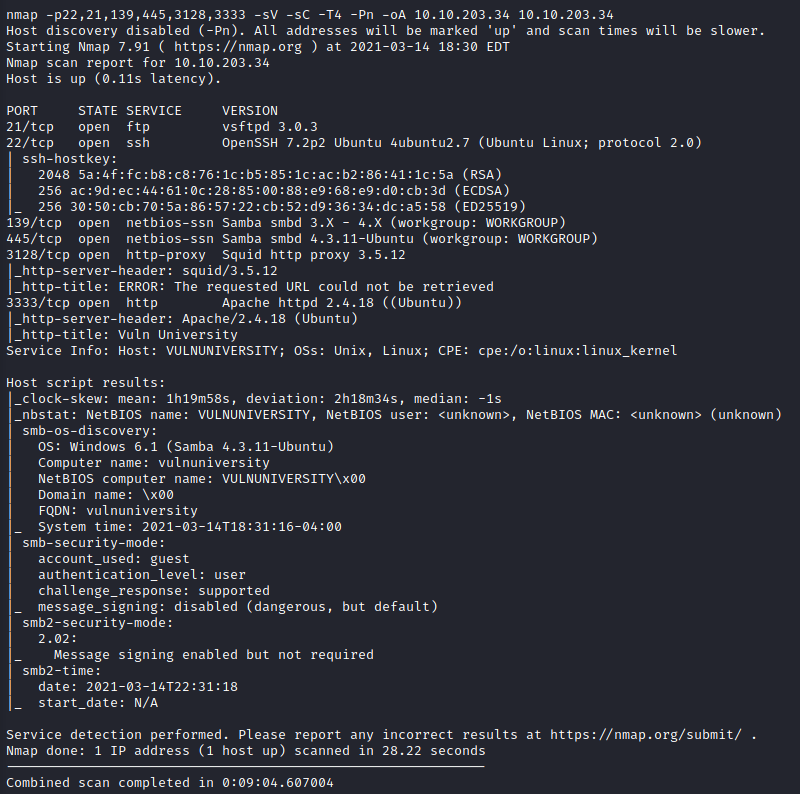 nmap -p22,21,139,445,3128,3333 -sV -sC -T4 -Pn -oA 10.10.203.34 10.10.203.34
Host discovery disabled (-Pn). All addresses will be marked 'up' and scan times will be slower.
Starting Nmap 7.91 ( https://nmap.org ) at 2021-03-14 18:30 EDT
Nmap scan report for 10.10.203.34
Host is up (0.11s latency).

PORT     STATE SERVICE     VERSION
21/tcp   open  ftp         vsftpd 3.0.3
22/tcp   open  ssh         OpenSSH 7.2p2 Ubuntu 4ubuntu2.7 (Ubuntu Linux; protocol 2.0)
| ssh-hostkey:
|   2048 5a:4f:fc:b8:c8:76:1c:b5:85:1c:ac:b2:86:41:1c:5a (RSA)
|   256 ac:9d:ec:44:61:0c:28:85:00:88:e9:68:e9:d0:cb:3d (ECDSA)
|_  256 30:50:cb:70:5a:86:57:22:cb:52:d9:36:34:dc:a5:58 (ED25519)
139/tcp  open  netbios-ssn Samba smbd 3.X - 4.X (workgroup: WORKGROUP)
445/tcp  open  netbios-ssn Samba smbd 4.3.11-Ubuntu (workgroup: WORKGROUP)
3128/tcp open  http-proxy  Squid http proxy 3.5.12
|_http-server-header: squid/3.5.12
|_http-title: ERROR: The requested URL could not be retrieved
3333/tcp open  http        Apache httpd 2.4.18 ((Ubuntu))
|_http-server-header: Apache/2.4.18 (Ubuntu)
|_http-title: Vuln University
Service Info: Host: VULNUNIVERSITY; OSs: Unix, Linux; CPE: cpe:/o:linux:linux_kernel

Host script results:
|_clock-skew: mean: 1h19m58s, deviation: 2h18m34s, median: -1s
|_nbstat: NetBIOS name: VULNUNIVERSITY, NetBIOS user: <unknown>, NetBIOS MAC: <unknown> (unknown)
| smb-os-discovery:
|   OS: Windows 6.1 (Samba 4.3.11-Ubuntu)
|   Computer name: vulnuniversity
|   NetBIOS computer name: VULNUNIVERSITY\x00
|   Domain name: \x00
|   FQDN: vulnuniversity
|_  System time: 2021-03-14T18:31:16-04:00
| smb-security-mode:
|   account_used: guest
|   authentication_level: user
|   challenge_response: supported
|_  message_signing: disabled (dangerous, but default)
| smb2-security-mode:
|   2.02:
|_    Message signing enabled but not required
| smb2-time:
|   date: 2021-03-14T22:31:18
|_  start_date: N/A

Service detection performed. Please report any incorrect results at https://nmap.org/submit/ .
Nmap done: 1 IP address (1 host up) scanned in 28.22 seconds
------------------------------------------------------------
Combined scan completed in 0:09:04.607004